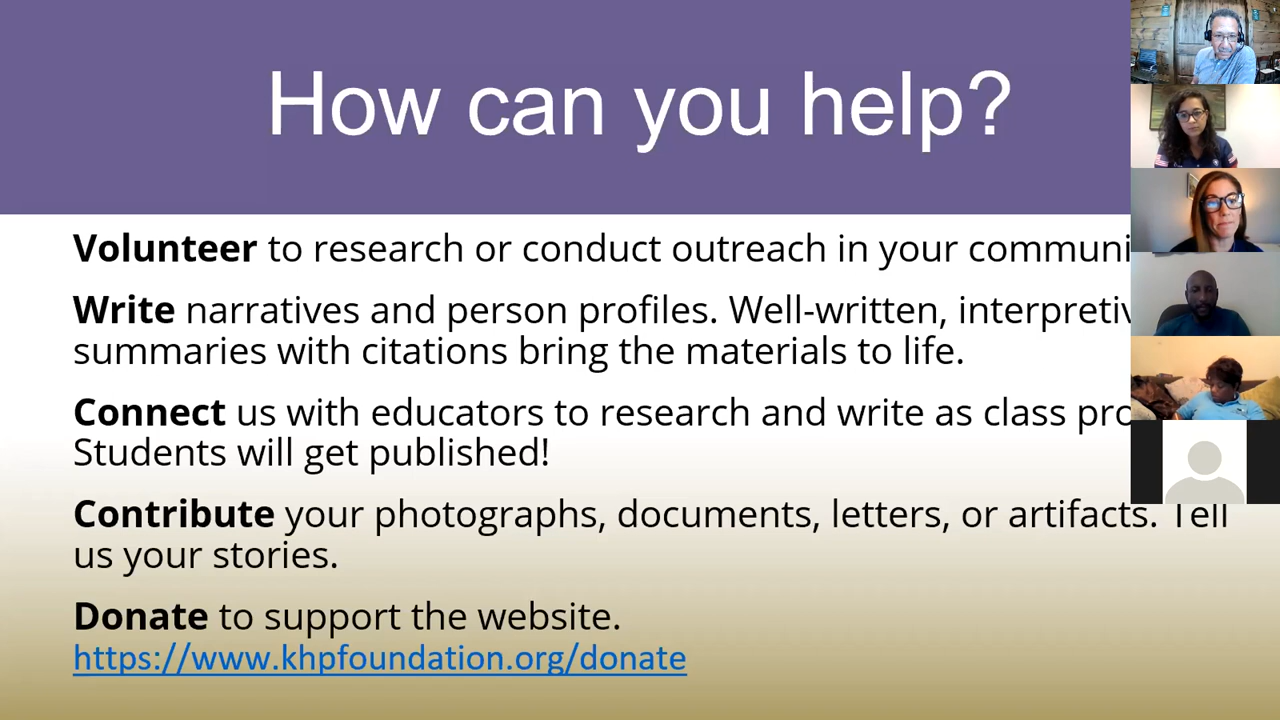 How can you help?
Volunteer to research or conduct outreach in your
Write narratives and person profiles. Well-written,
summaries with citations bring the materials to life.
Connect us with educators to research and write as class
Students will get published!
Contribute your photographs, documents, letters, or artifacts. Tell
us your stories.
Donate to support the website.
https://www.khpfoundation.org/donate